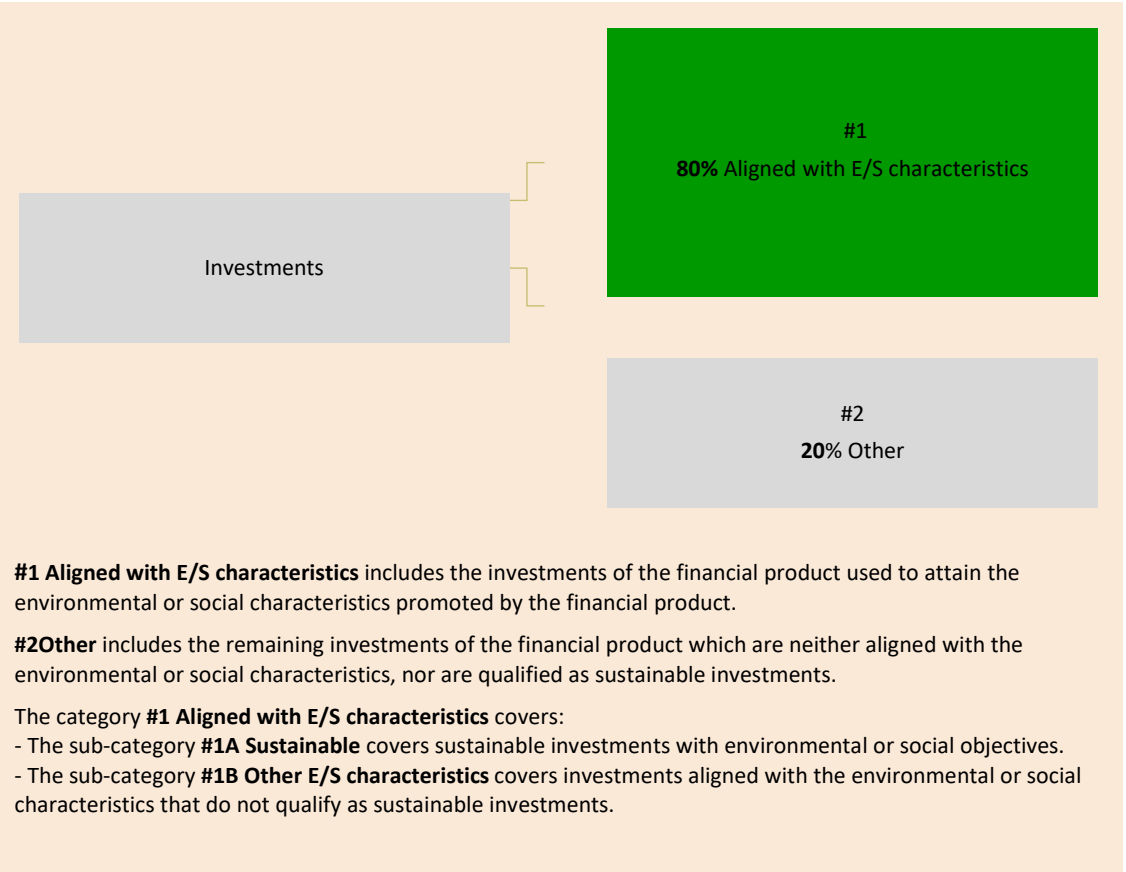 #1
80% Aligned with E/S characteristics
Investments
#2
20% Other
#1 Aligned with E/S characteristics includes the investments of the financial product used to attain the
environmental or social characteristics promoted by the financial product.
#2Other includes the remaining investments of the financial product which are neither aligned with the
environmental or social characteristics, nor are qualified as sustainable investments.
The category #1 Aligned with E/S characteristics covers:
- The sub-category #1A Sustainable covers sustainable investments with environmental or social objectives.
- The sub-category #1B Other E/S characteristics covers investments aligned with the environmental or social
characteristics that do not qualify as sustainable investments.